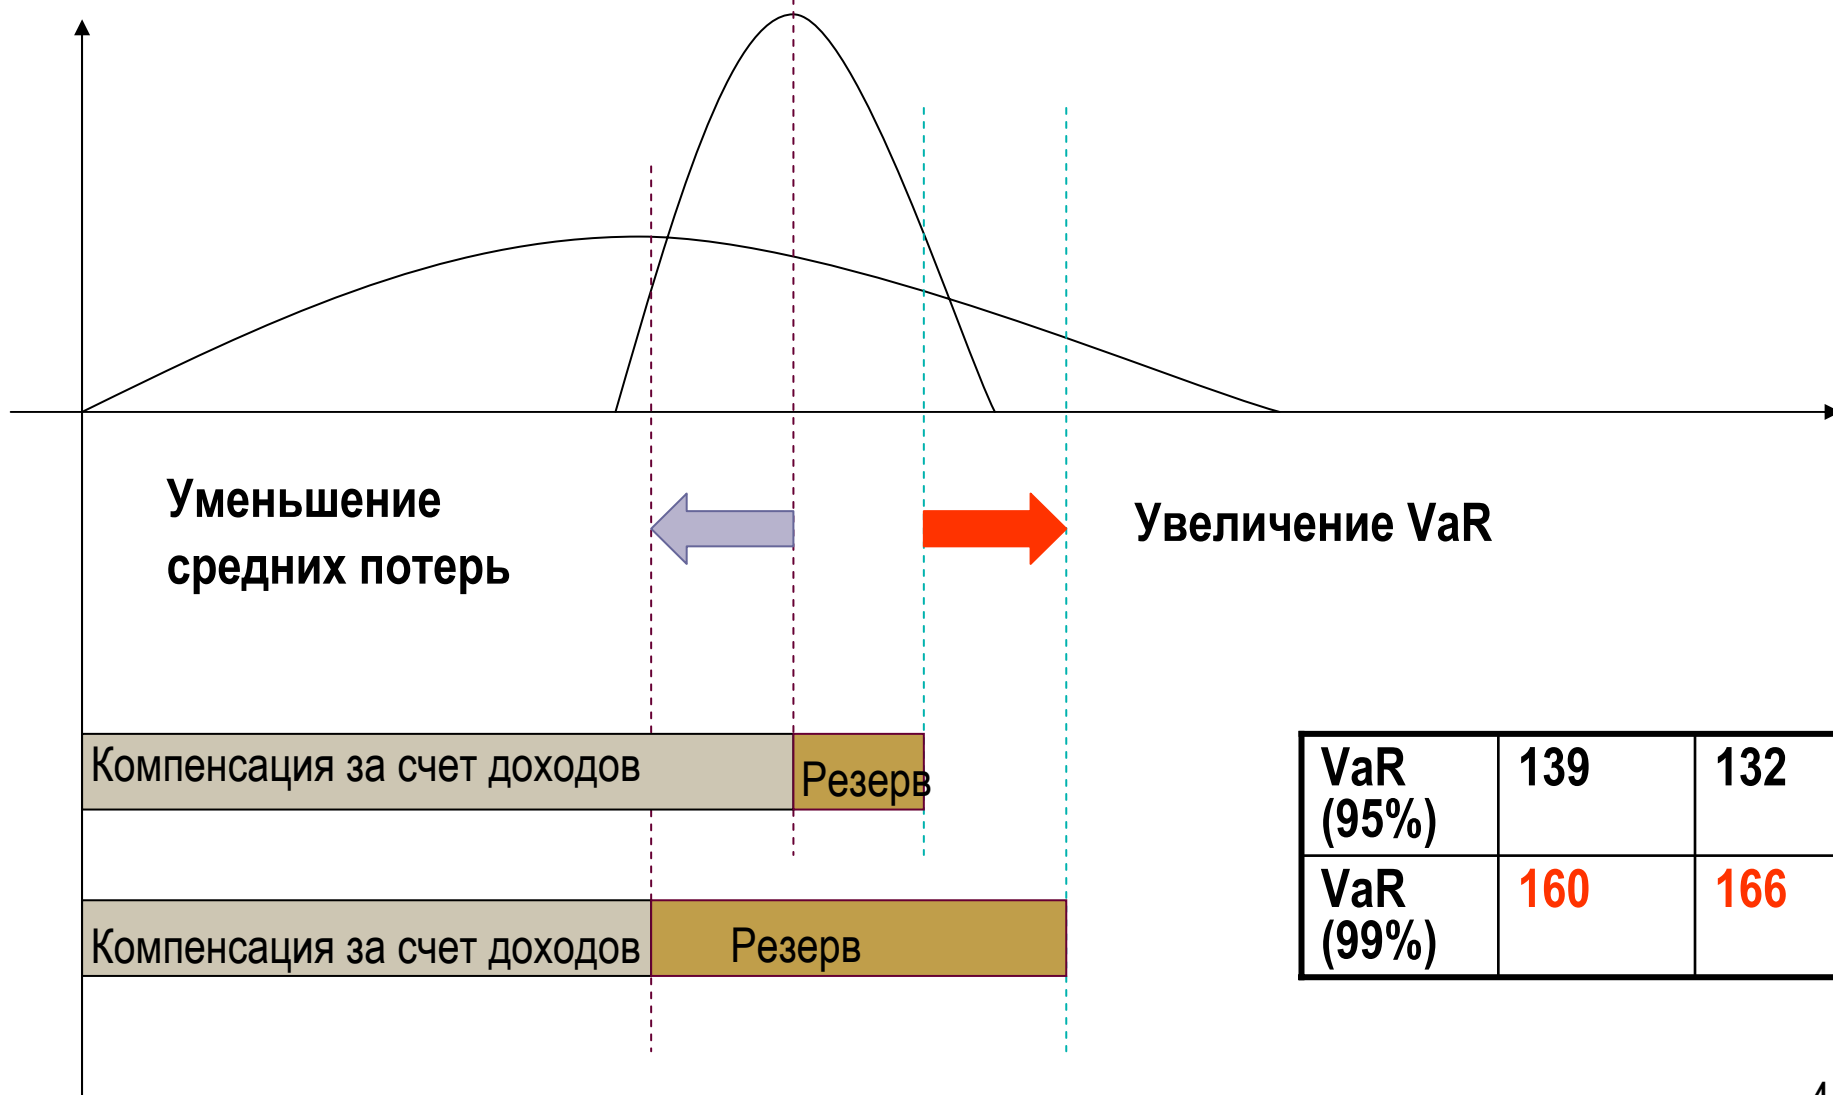 Уменьшение
средних потерь
Увеличение VaR
Компенсация за счет доходов
Резерв
Компенсация за счет доходов
Резерв
VaR (95%) 139 132
VaR (99%) 160 166